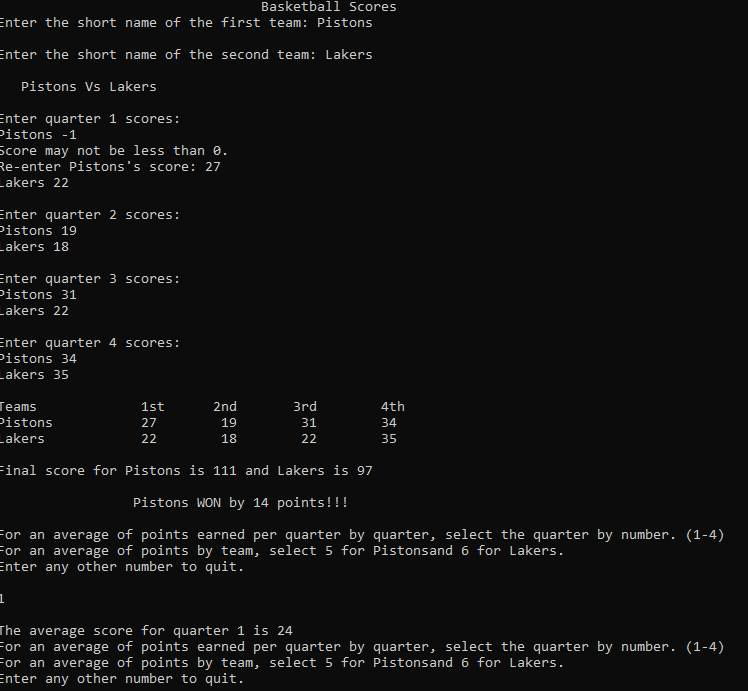 Basketball Scores
Enter the short name of the first team: Pistons
Enter the short name of the second team: Lakers
Pistons Vs Lakers
Enter quarter 1 scores:
Pistons -1
Score may not be less than 0.
Re-enter Pistons's score: 27
Lakers 22
Enter quarter 2 scores:
Pistons 19
Lakers 18
Enter quarter 3 scores:
Pistons 31
Lakers 22
Enter quarter 4 scores:
Pistons 34
Lakers 35
Teams 1st 2nd 3rd 4th
Pistons 27 19 31 34
Lakers 22 18 22 35
Final score for Pistons is 111 and Lakers is 97
Pistons WON by 14 points!!!
For an average of points earned per quarter by quarter, select the quarter by number. (1-4)
For an average of points by team, select 5 for Pistonsand 6 for Lakers.
Enter any other number to quit.
1
The average score for quarter 1 is 24
For an average of points earned per quarter by quarter, select the quarter by number. (1-4)
For an average of points by team, select 5 for Pistonsand 6 for Lakers.
Enter any other number to quit.